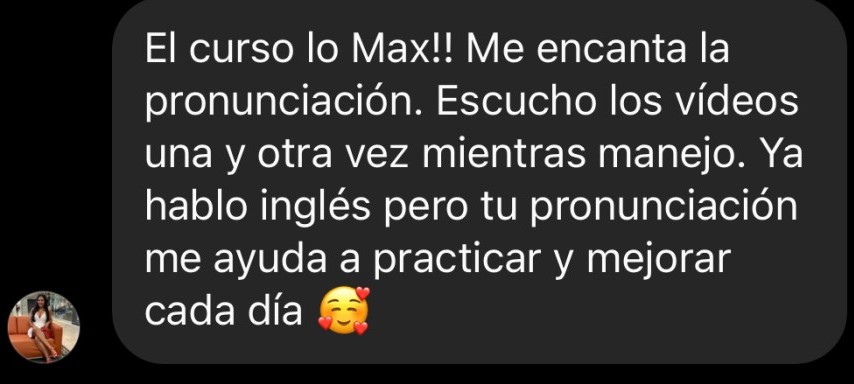 El curso lo Max!! Me encanta la
pronunciación. Escucho los vídeos
una y otra vez mientras manejo. Ya
hablo inglés pero tu pronunciación
me ayuda a practicar y mejorar
cada día 🥰